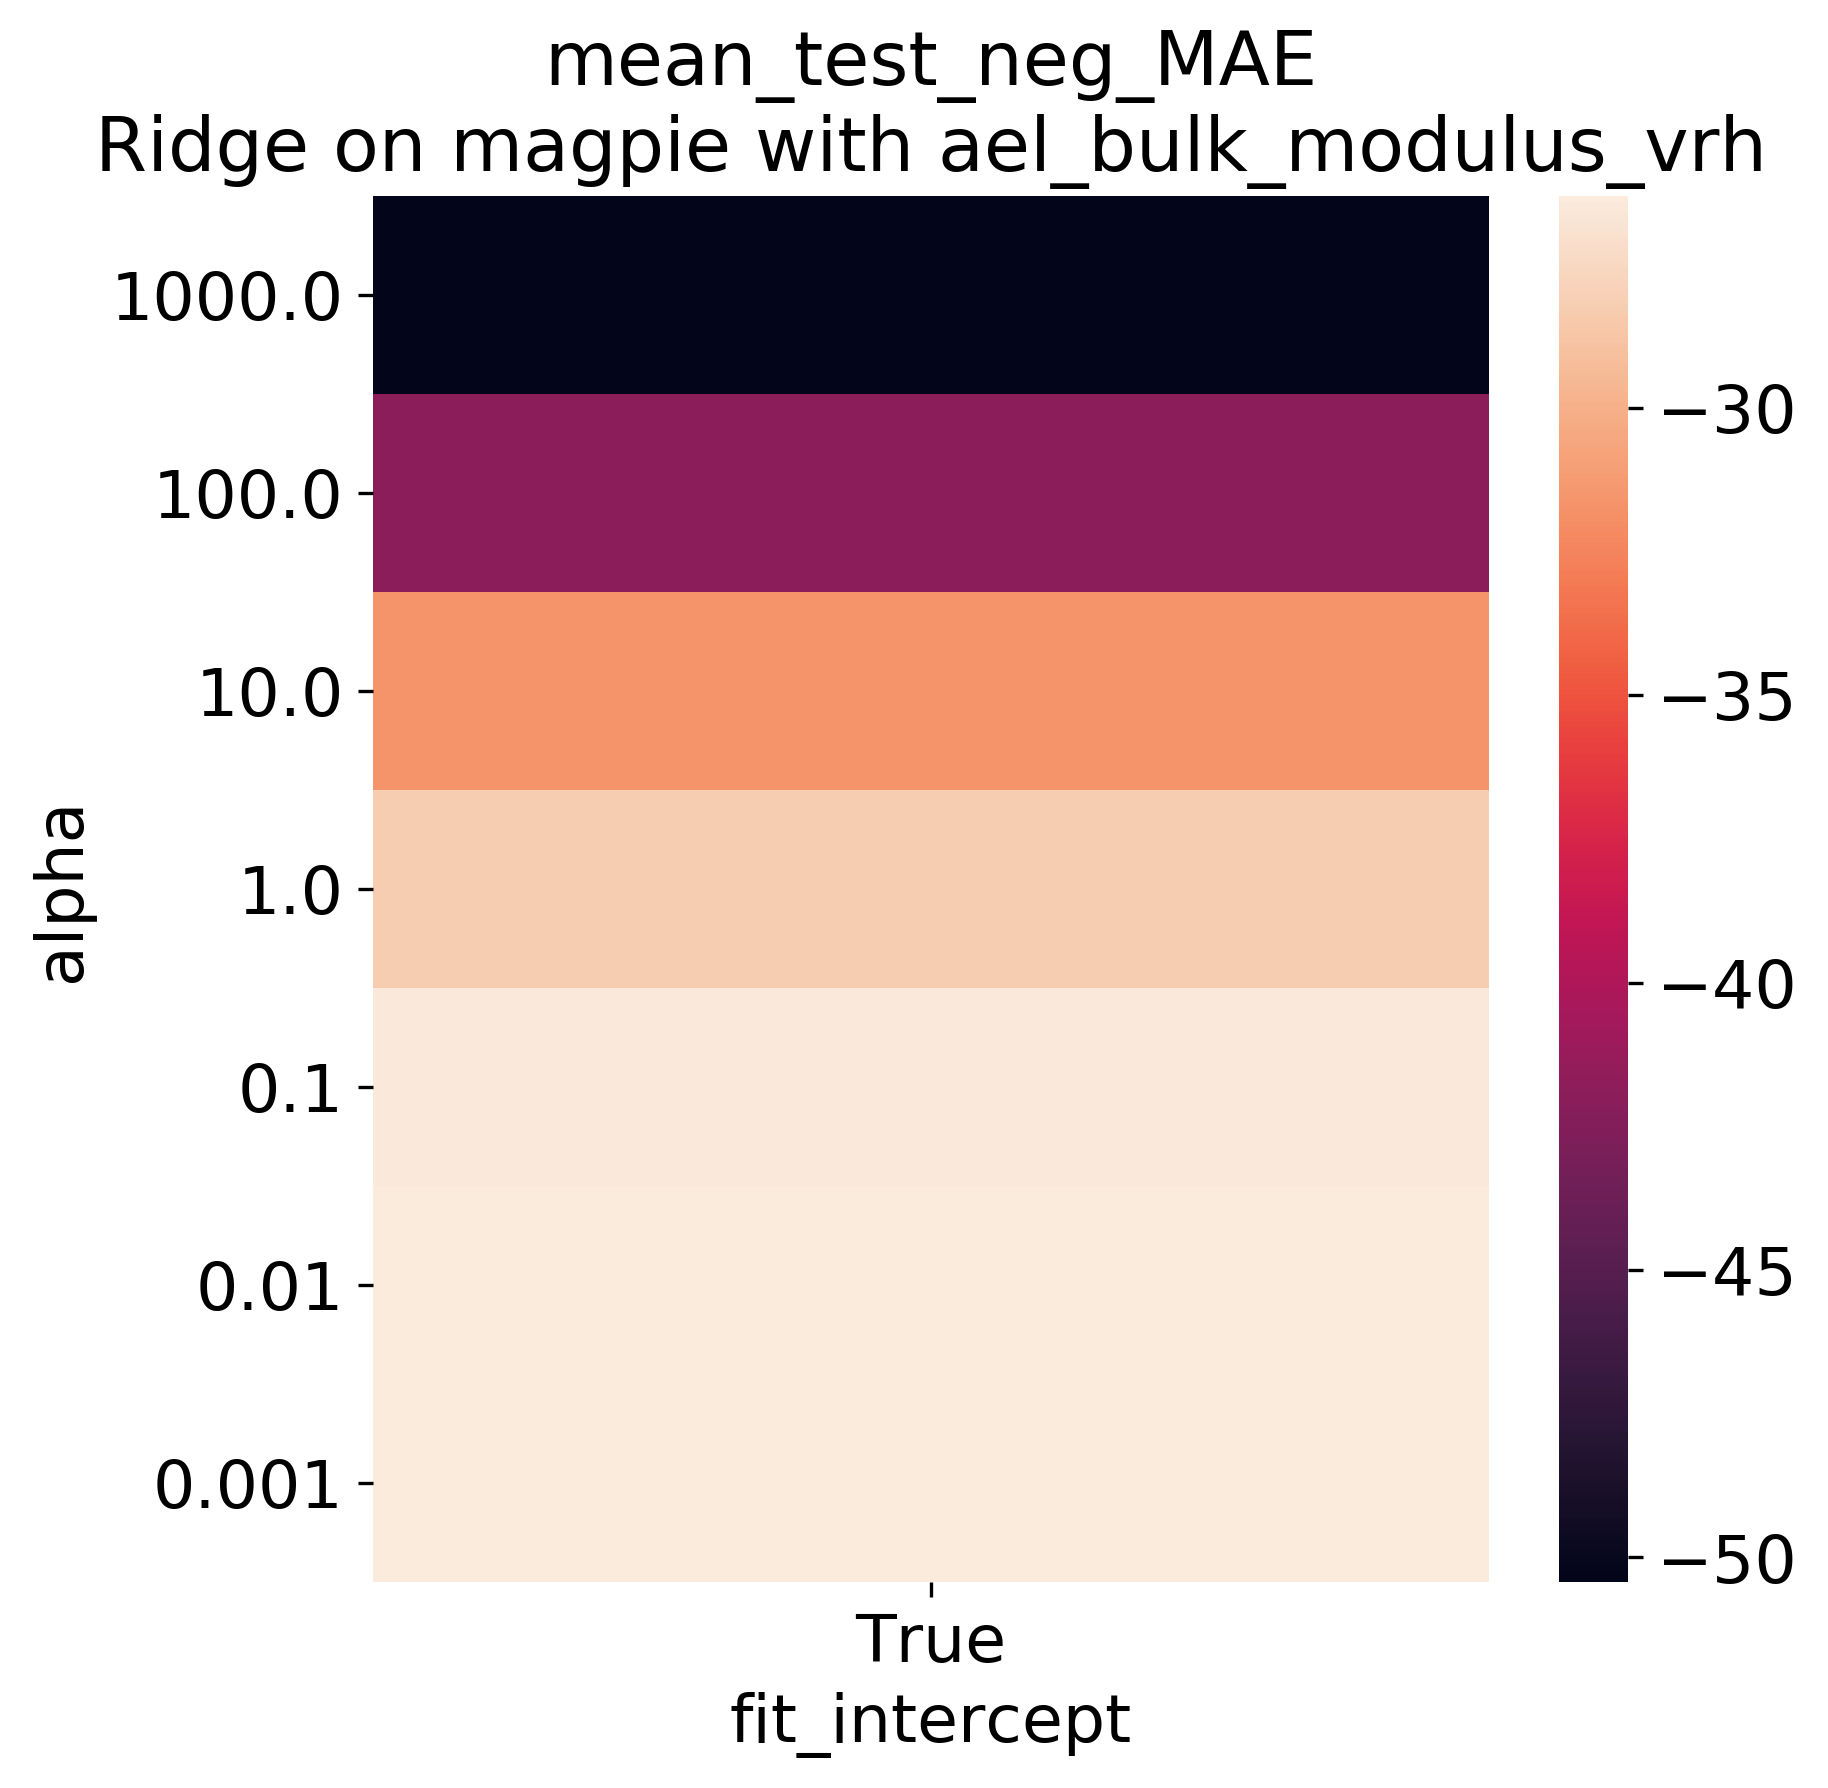 mean_test_neg_MAE
Ridge on magpie with ael_bulk_modulus_vrh
alpha
1000.0
100.0
10.0
1.0
0.1
0.01
0.001
True
fit_intercept
−30
−35
−40
−45
−50